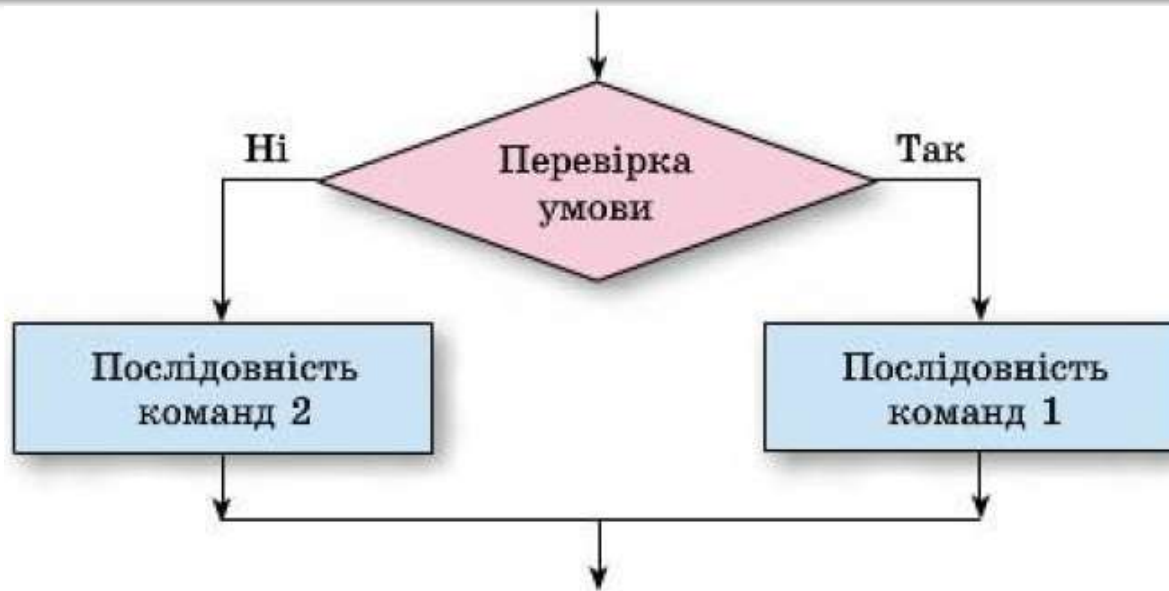 Ні
Перевірка
умови
Так
Послідовність
команд 2
Послідовність
команд 1